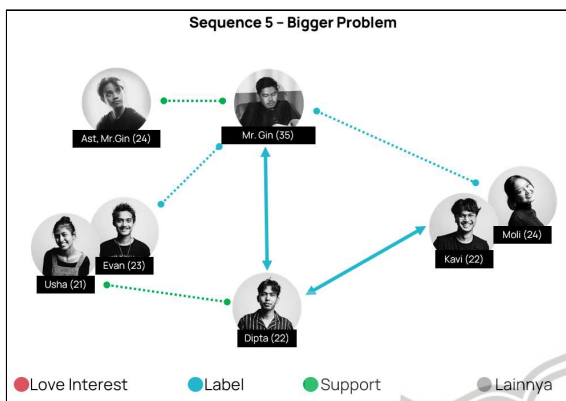 Sequence 5 – Bigger Problem
Ast, Mr.Gin (24)
Mr. Gin (35)
Moli (24)
Kavi (22)
Evan (23)
Usha (21)
Dipta (22)
Love Interest
Label
Support
Lainnya